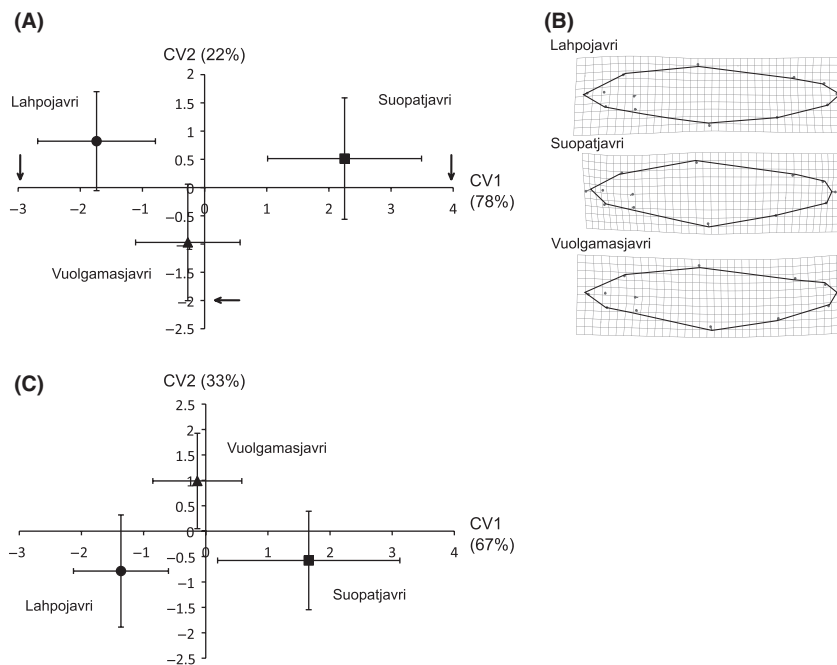 (A)
CV2 (22%)
2
1.5
1
0.5
0
−0.5
−1
−1.5
−2
−2.5
−3 −2 −1 0 1 2 3 4
CV1
(78%)
Lahpojavri
Suopatjavri
Vuolgamasjavri
(B)
Lahpojavri
Suopatjavri
Vuolgamasjavri
(C)
CV2 (33%)
2.5
2
1.5
1
0.5
0
−0.5
−1
−1.5
−2
−2.5
−3 −2 −1 0 1 2 3 4
CV1
(67%)
Vuolgamasjavri
Lahpojavri
Suopatjavri